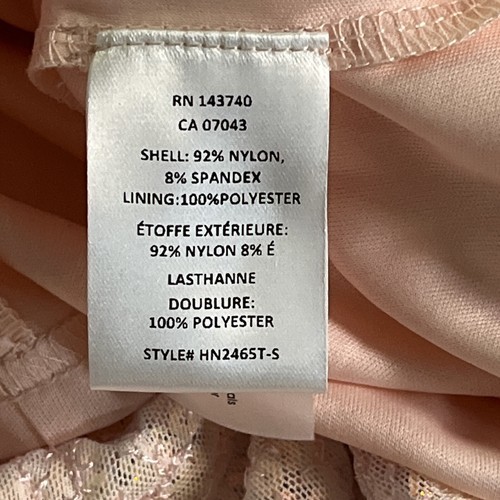 RN 143740
CA 07043
SHELL: 92% NYLON,
8% SPANDEX
LINING:100%POLYESTER
ÉTOFFE EXTÉRIEURE:
92% NYLON 8% É
LASTHANNE
DOUBLURE:
100% POLYESTER
STYLE# HN2465T-S